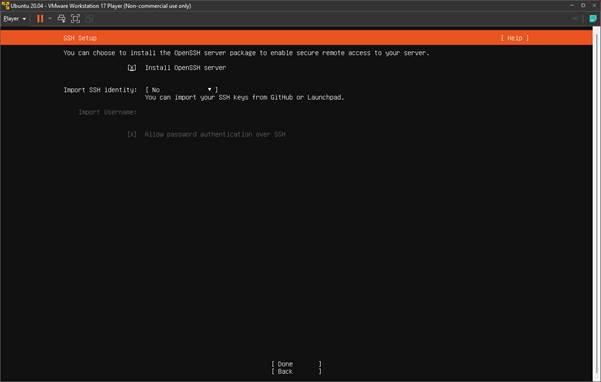 Ubuntu 20.04 - VMware Workstation 17 Player (Non-commercial use only)
Player
SSH Setup [ Help ]
You can choose to install the OpenSSH server package to enable secure remote access to your server.
[X] Install OpenSSH server
Import SSH identity: [ No ▼ ]
You can import your SSH keys from GitHub or Launchpad.
Import Username:
[X] Allow password authentication over SSH
[ Done ]
[ Back ]